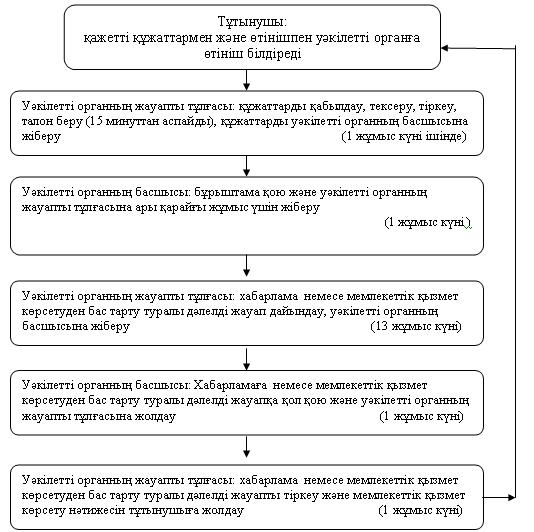 Тұтынушы:
қажетті құжаттармен және өтінішпен уәкілетті органға
өтініш білдіреді
Уәкілетті органның жауапты тұлғасы: құжаттарды қабылдау, тексеру, тіркеу,
талон беру (15 минуттан аспайды), құжаттарды уәкілетті органның басшысына
жіберу (1 жұмыс күні ішінде)
Уәкілетті органның басшысы: бұрыштама қою және уәкілетті органның
жауапты тұлғасына ары қарайғы жұмыс үшін жіберу
(1 жұмыс күні)
Уәкілетті органның жауапты тұлғасы: хабарлама немесе мемлекеттік қызмет
көрсетуден бас тарту туралы дәлелді жауап дайындау, уәкілетті органның
басшысына жіберу (13 жұмыс күні)
Уәкілетті органның басшысы: Хабарламаға немесе мемлекеттік қызмет
көрсетуден бас тарту туралы дәлелді жауапқа қол қою және уәкілетті органның
жауапты тұлғасына жолдау (1 жұмыс күні)
Уәкілетті органның жауапты тұлғасы: хабарлама немесе мемлекеттік қызмет
көрсетуден бас тарту туралы дәлелді жауапты тіркеу және мемлекеттік қызмет
көрсету нәтижесін тұтынушыға жолдау (1 жұмыс күні)